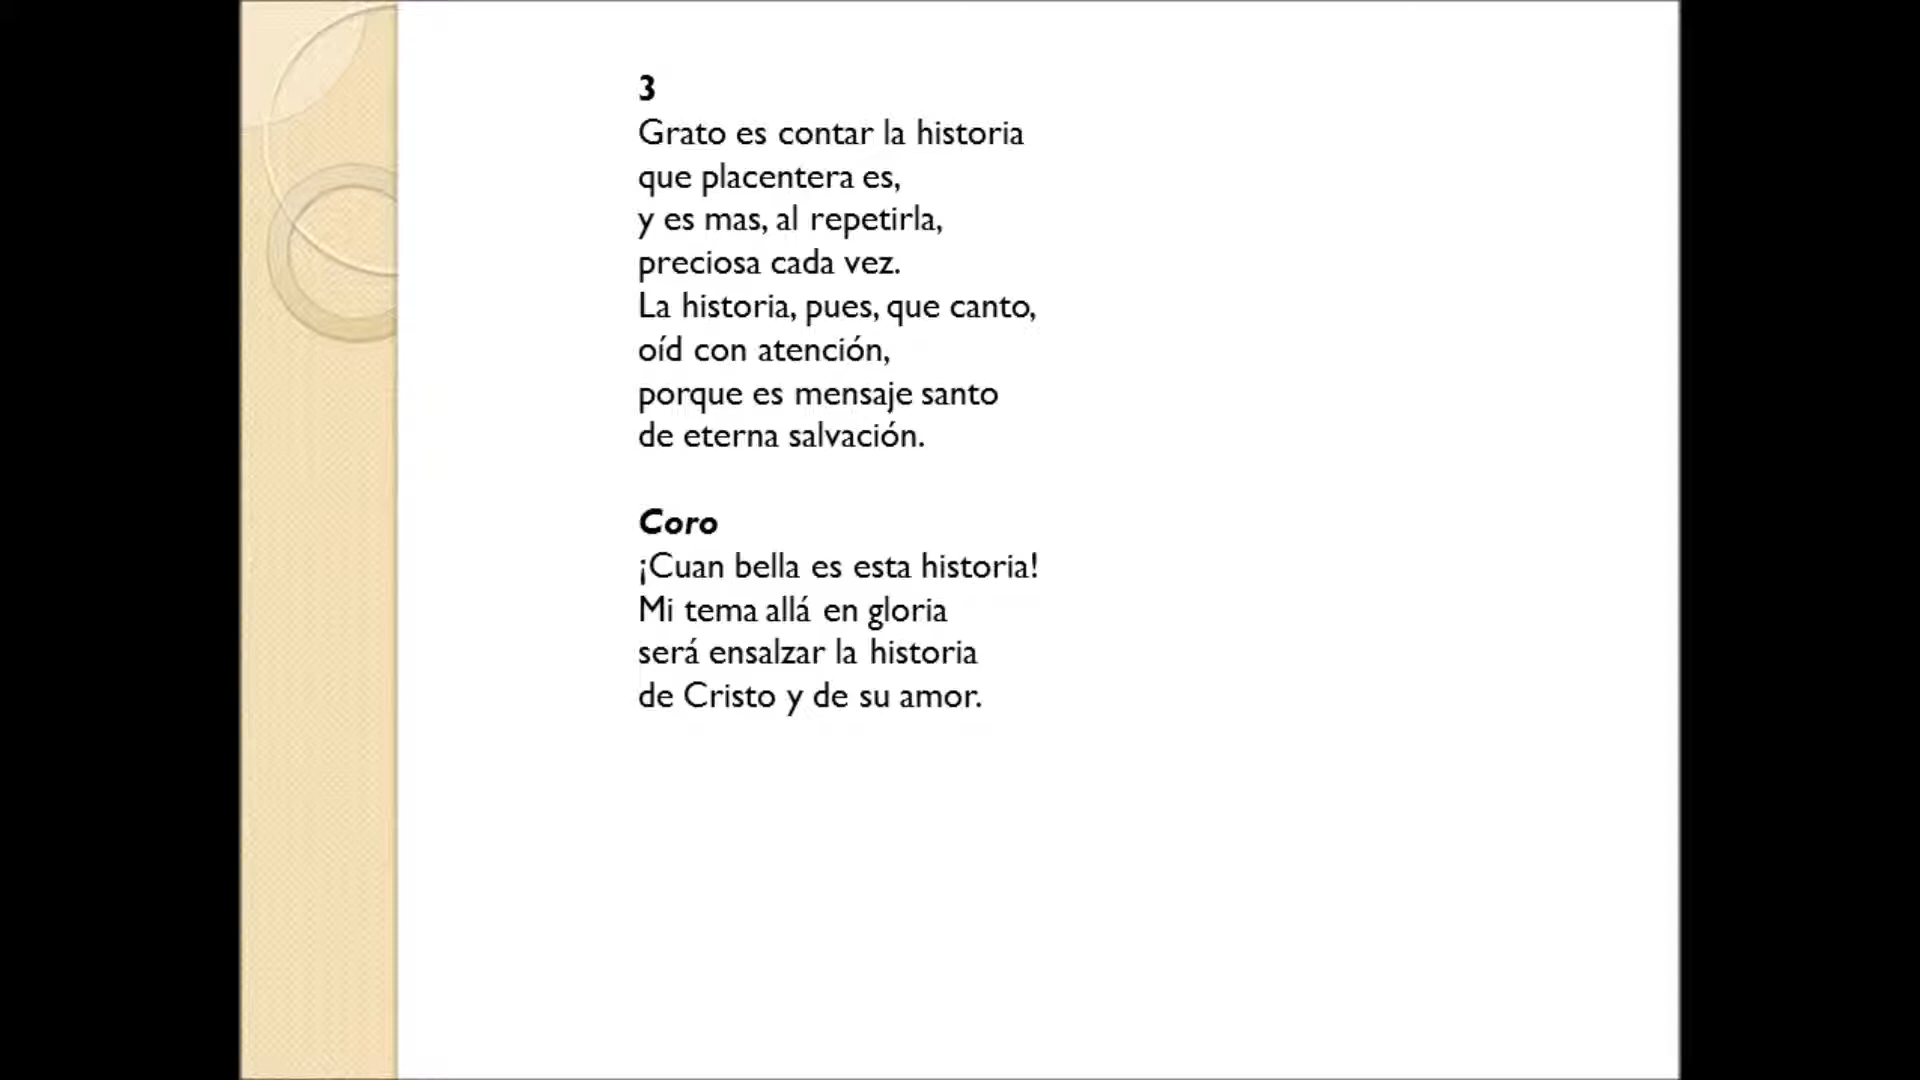 3
Grato es contar la historia
que placentera es,
y es mas, al repetirla,
preciosa cada vez.
La historia, pues, que canto,
oíd con atención,
porque es mensaje santo
de eterna salvación.
Coro
¡Cuan bella es esta historia!
Mi tema allá en gloria
será ensalzar la historia
de Cristo y de su amor.